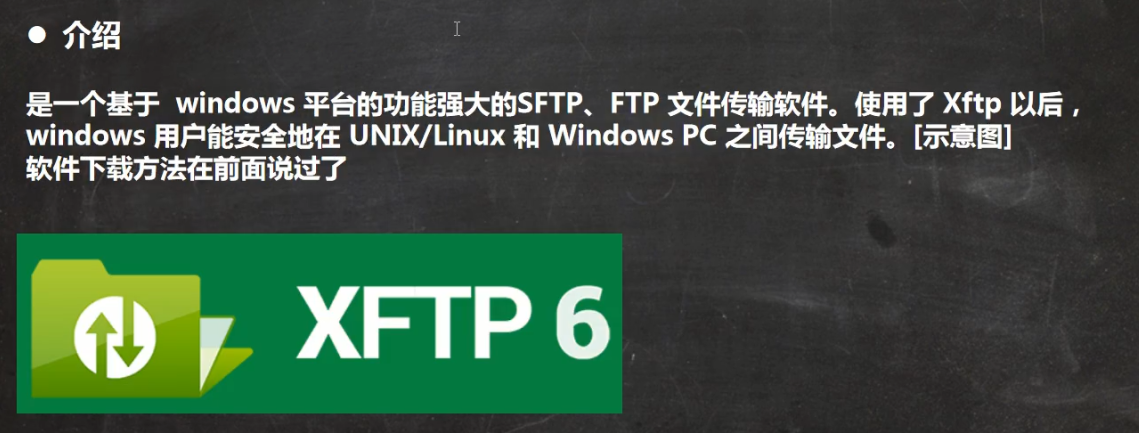 ● 介绍
是一个基于 windows 平台的功能强大的SFTP、FTP 文件传输软件。使用了 Xftp 以后，
windows 用户能安全地在 UNIX/Linux 和 Windows PC 之间传输文件。[示意图]
软件下载方法在前面说过了
XFTP 6